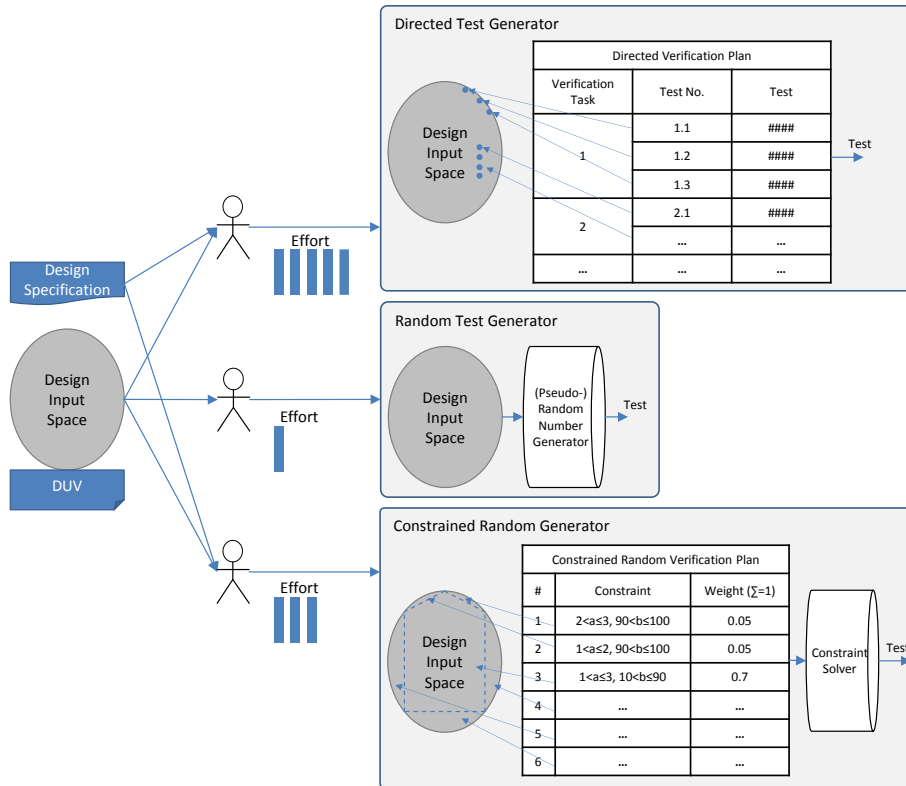 Directed Test Generator
Directed Verification Plan
Verification
Task
Test No.
Test
1
1.1
####
1.2
####
1.3
####
2
2.1
####
...
...
...
...
...
Design
Input
Space
Test
Effort
Design
Specification
Design
Input
Space
DUV
Random Test Generator
Effort
Design
Input
Space
(Pseudo-)
Random
Number
Generator
Test
Constrained Random Generator
Effort
Design
Input
Space
Constrained Random Verification Plan
# Constraint Weight (∑=1)
1 2<a≤3, 90<b≤100 0.05
2 1<a≤2, 90<b≤100 0.05
3 1<a≤3, 10<b≤90 0.7
4 ... ...
5 ... ...
6 ... ...
Constraint
Solver
Test